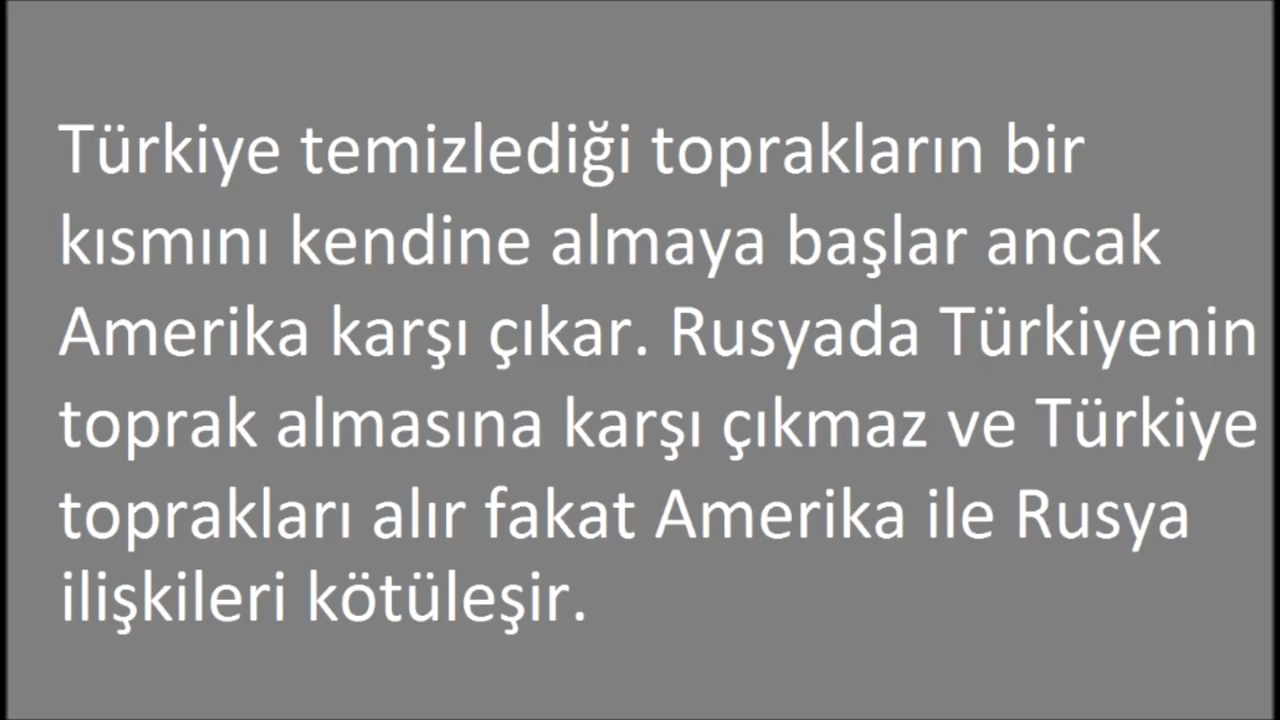 Türkiye temizlediği toprakların bir
kısmını kendine almaya başlar ancak
Amerika karşı çıkar. Rusyada Türkiyenin
toprak almasına karşı çıkmaz ve Türkiye
toprakları alır fakat Amerika ile Rusya
ilişkileri kötüleşir.